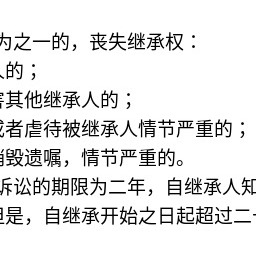 为之一的，丧失继承权：
人的；
害其他继承人的；
或者虐待被继承人情节严重的；
销毁遗嘱，情节严重的。
诉讼的期限为二年，自继承人知
但是，自继承开始之日起超过二